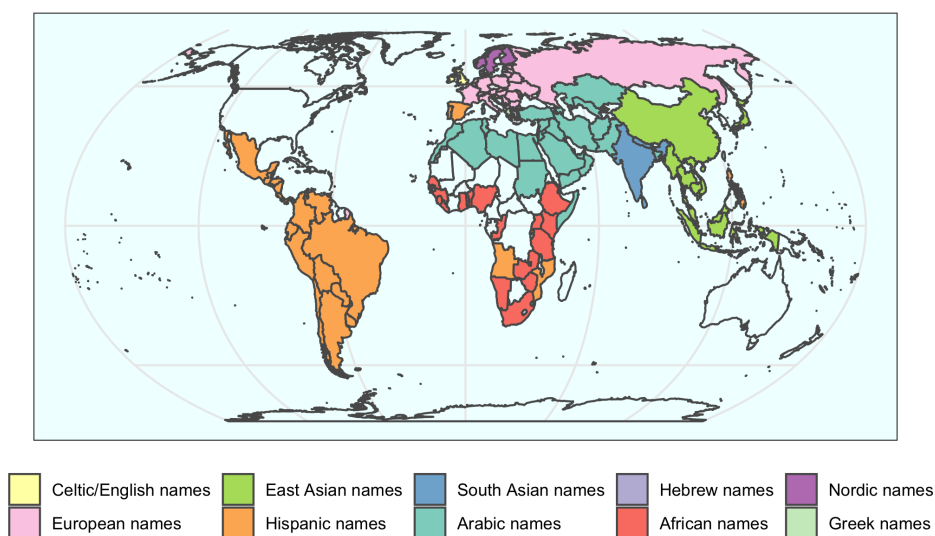 Celtic/English names East Asian names South Asian names Hebrew names Nordic names
European names Hispanic names Arabic names African names Greek names